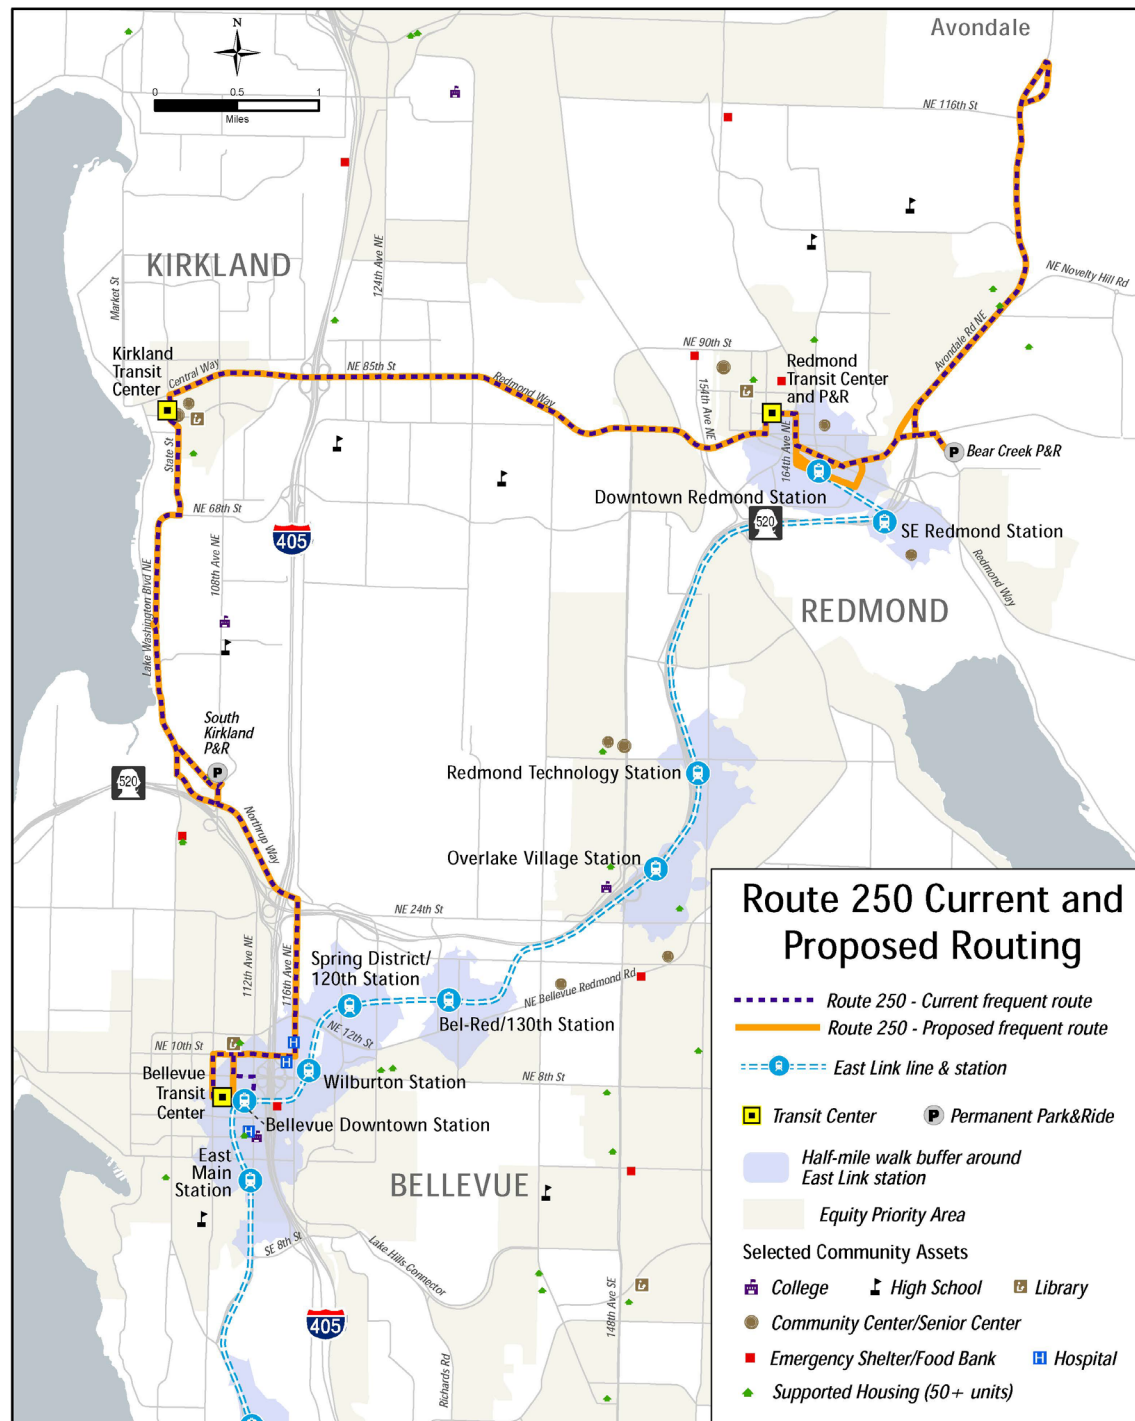 Avondale
N
0
0.5
1
Miles
NE 116th St
KIRKLAND
124th Ave NE
Market St
NE Novelty Hill Rd
Avondale Rd NE
Kirkland
Transit
Center
Central Way
NE 85th St
Redmond Way
NE 90th St
154th Ave NE
Redmond
Transit Center
and P&R
164th Ave NE
State St
P
Bear Creek P&R
Downtown Redmond Station
NE 68th St
405
520
SE Redmond Station
108th Ave NE
Lake Washington Blvd NE
Redmond Way
REDMOND
South
Kirkland
P&R
P
520
Redmond Technology Station
Northrup Way
Overlake Village Station
NE 24th St
112th Ave NE
116th Ave NE
Spring District/
120th Station
NE Bellevue Redmond Rd
Bel-Red/130th Station
NE 12th St
H
NE 10th St
H
Bellevue
Transit
Center
Wilburton Station
NE 8th St
Bellevue Downtown Station
H
East
Main
Station
BELLEVUE
SE 8th St
Lake Hills Connector
405
148th Ave SE
Richards Rd
Route 250 Current and
Proposed Routing
Route 250 - Current frequent route
Route 250 - Proposed frequent route
East Link line & station
Transit Center
P
Permanent Park&Ride
Half-mile walk buffer around
East Link station
Equity Priority Area
Selected Community Assets
College
High School
Library
Community Center/Senior Center
Emergency Shelter/Food Bank
H
Hospital
Supported Housing (50+ units)